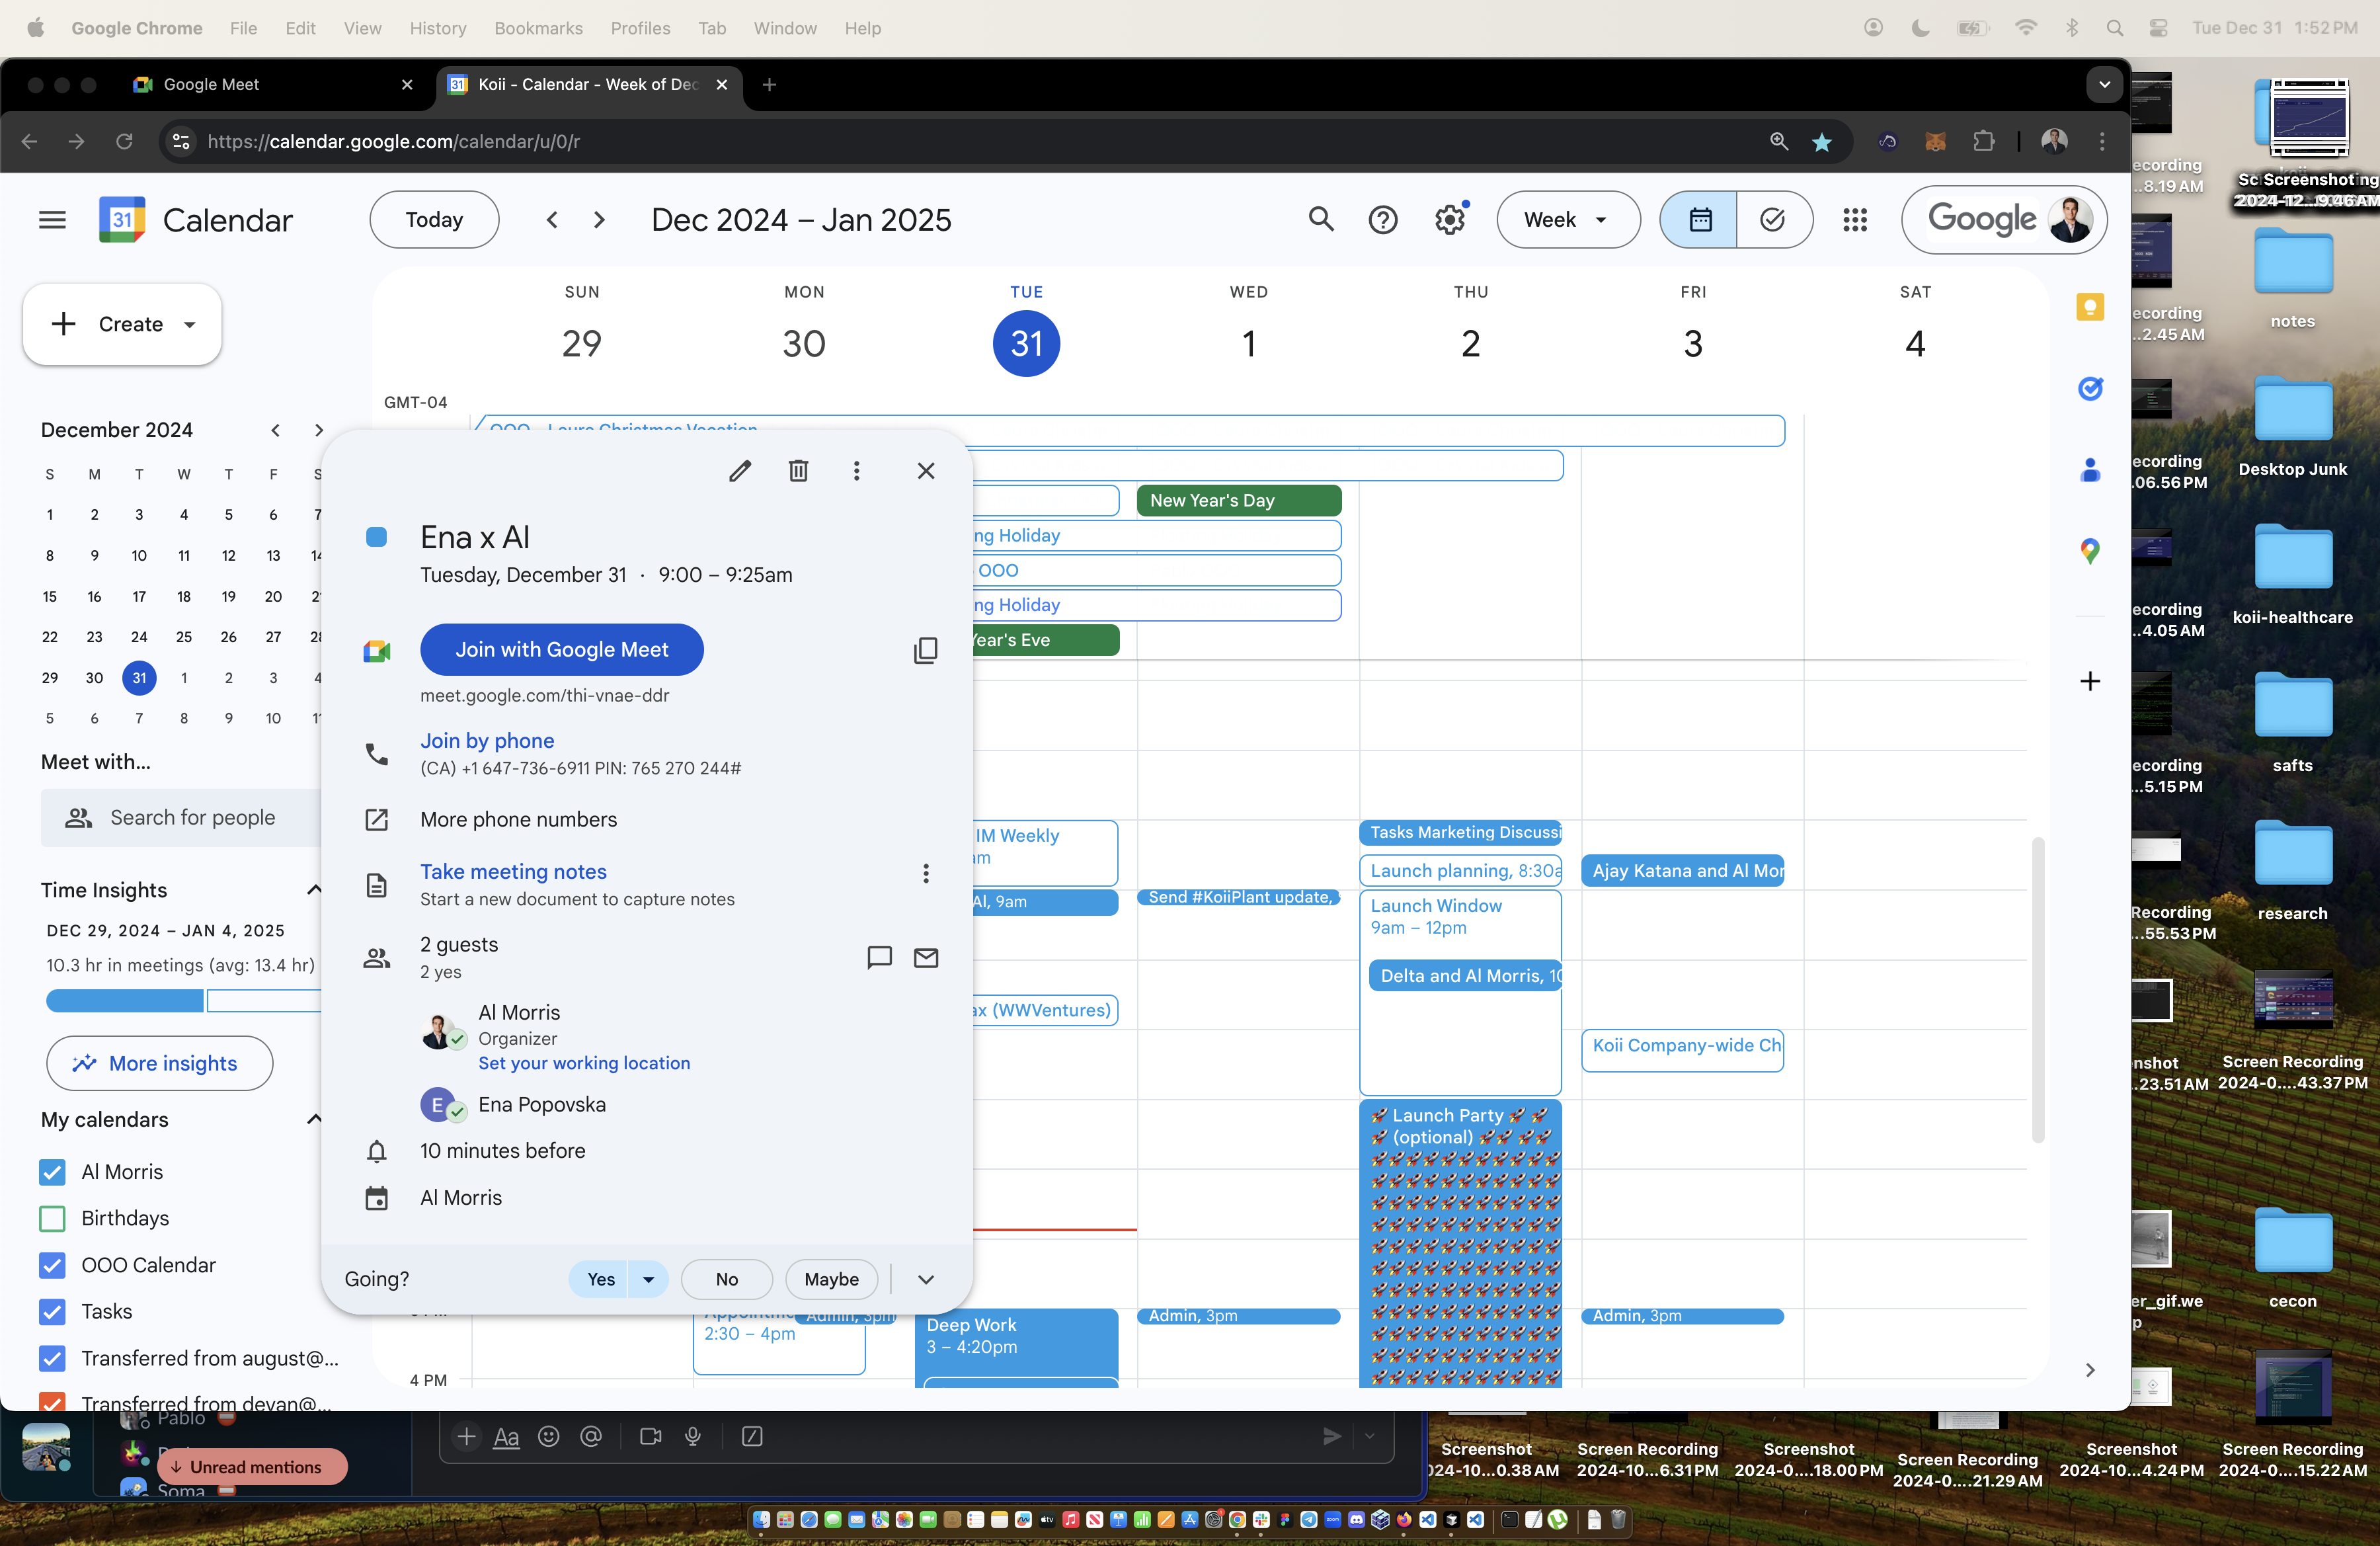 Google Chrome File Edit View History Bookmarks Profiles Tab Window Help
Tue Dec 31 1:52 PM
Google Meet
Koii - Calendar - Week of Dec
https://calendar.google.com/calendar/u/0/r
31
Calendar
Today
Dec 2024 – Jan 2025
Week
Google
Create
SUN MON TUE WED THU FRI SAT
29 30 31 1 2 3 4
GMT-04
December 2024
S M T W T F S
1 2 3 4 5 6 7
8 9 10 11 12 13 14
15 16 17 18 19 20 21
22 23 24 25 26 27 28
29 30 31 1 2 3 4
5 6 7 8 9 10 11
Meet with...
Search for people
Time Insights
DEC 29, 2024 – JAN 4, 2025
10.3 hr in meetings (avg: 13.4 hr)
More insights
My calendars
Al Morris
Birthdays
OOO Calendar
Tasks
Transferred from august@...
Transferred from devan@...
Ena x Al
Tuesday, December 31 · 9:00 – 9:25am
Join with Google Meet
meet.google.com/thi-vnae-ddr
Join by phone
(CA) +1 647-736-6911 PIN: 765 270 244#
More phone numbers
Take meeting notes
Start a new document to capture notes
2 guests
2 yes
Al Morris
Organizer
Set your working location
E
Ena Popovska
10 minutes before
Al Morris
Going?
Yes
No
Maybe
New Year's Day
ng Holiday
OOO
ng Holiday
Year's Eve
IM Weekly
am
Al, 9am
ax (WWVentures)
Send #KoiiPlant update,
Tasks Marketing Discussi
Launch planning, 8:30a
Launch Window
9am – 12pm
Delta and Al Morris, 10
Ajay Katana and Al Mor
Koii Company-wide Ch
Launch Party
(optional)
Admin, 3pm
2:30 – 4pm
Deep Work
3 – 4:20pm
Admin, 3pm
Admin, 3pm
4 PM
Pablo
Unread mentions
Soma
Aa
ecording
...8.19 AM
Screenshot
notes
ecording
...2.45 AM
Desktop Junk
ecording
.06.56 PM
koii-healthcare
ecording
..4.05 AM
safts
ecording
...5.15 PM
research
Recording
...55.53 PM
Screen Recording
2024-0....43.37 PM
enshot
..23.51 AM
cecon
er_gif.we
p
Screenshot
024-10...0.38 AM
Screen Recording
2024-10...6.31 PM
Screenshot
2024-0....18.00 PM
Screen Recording
2024-0....21.29 AM
Screenshot
2024-10...4.24 PM
Screen Recording
2024-0....15.22 AM